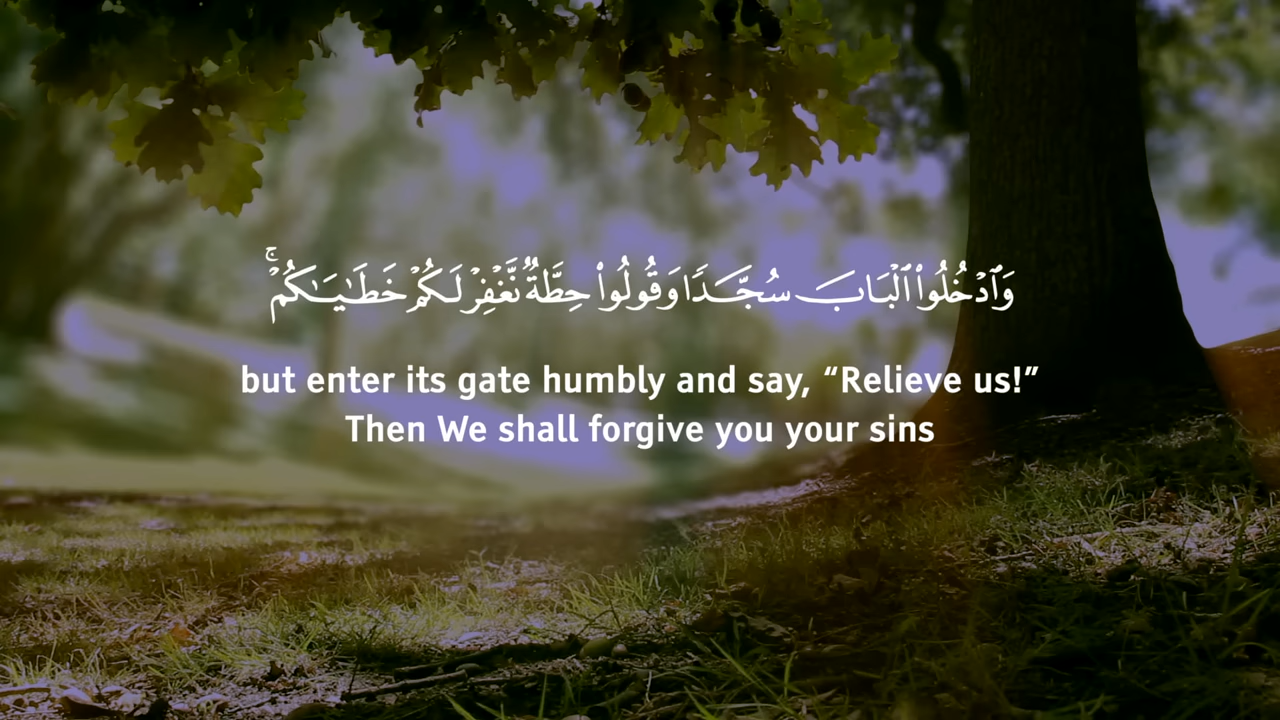 وَٱدۡخُلُواْ ٱلۡبَابَ سُجَّدٗا وَقُولُواْ حِطَّةٞ نَّغۡفِرۡ لَكُمۡ خَطَٰيَٰكُمۡۚ
but enter its gate humbly and say, “Relieve us!”
Then We shall forgive you your sins